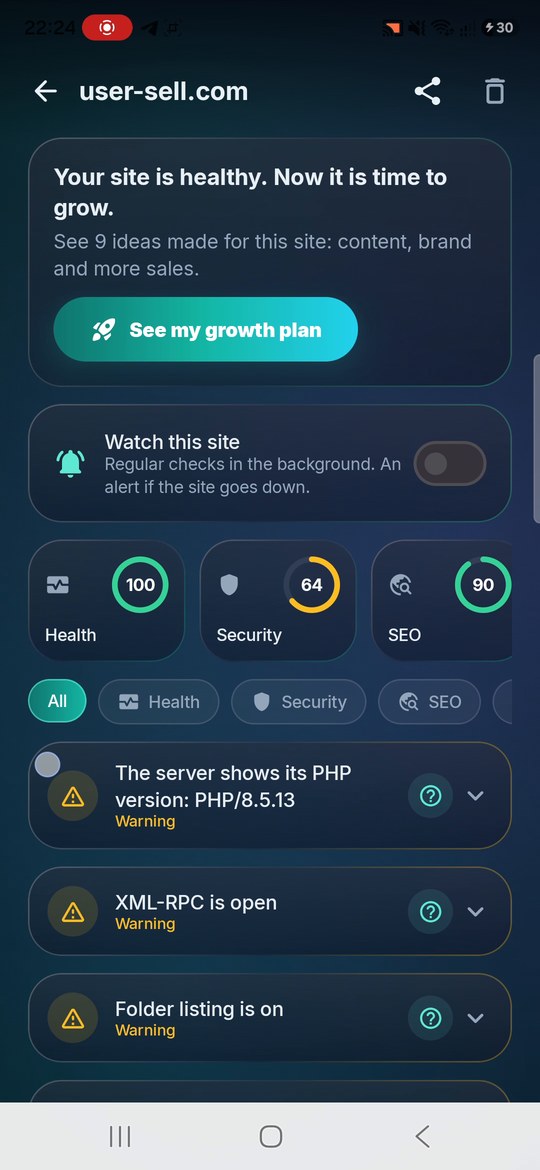 22:24
30
user-sell.com
Your site is healthy. Now it is time to
grow.
See 9 ideas made for this site: content, brand
and more sales.
See my growth plan
Watch this site
Regular checks in the background. An
alert if the site goes down.
100
64
90
Health
Security
SEO
All
Health
Security
SEO
The server shows its PHP
version: PHP/8.5.13
Warning
XML-RPC is open
Warning
Folder listing is on
Warning